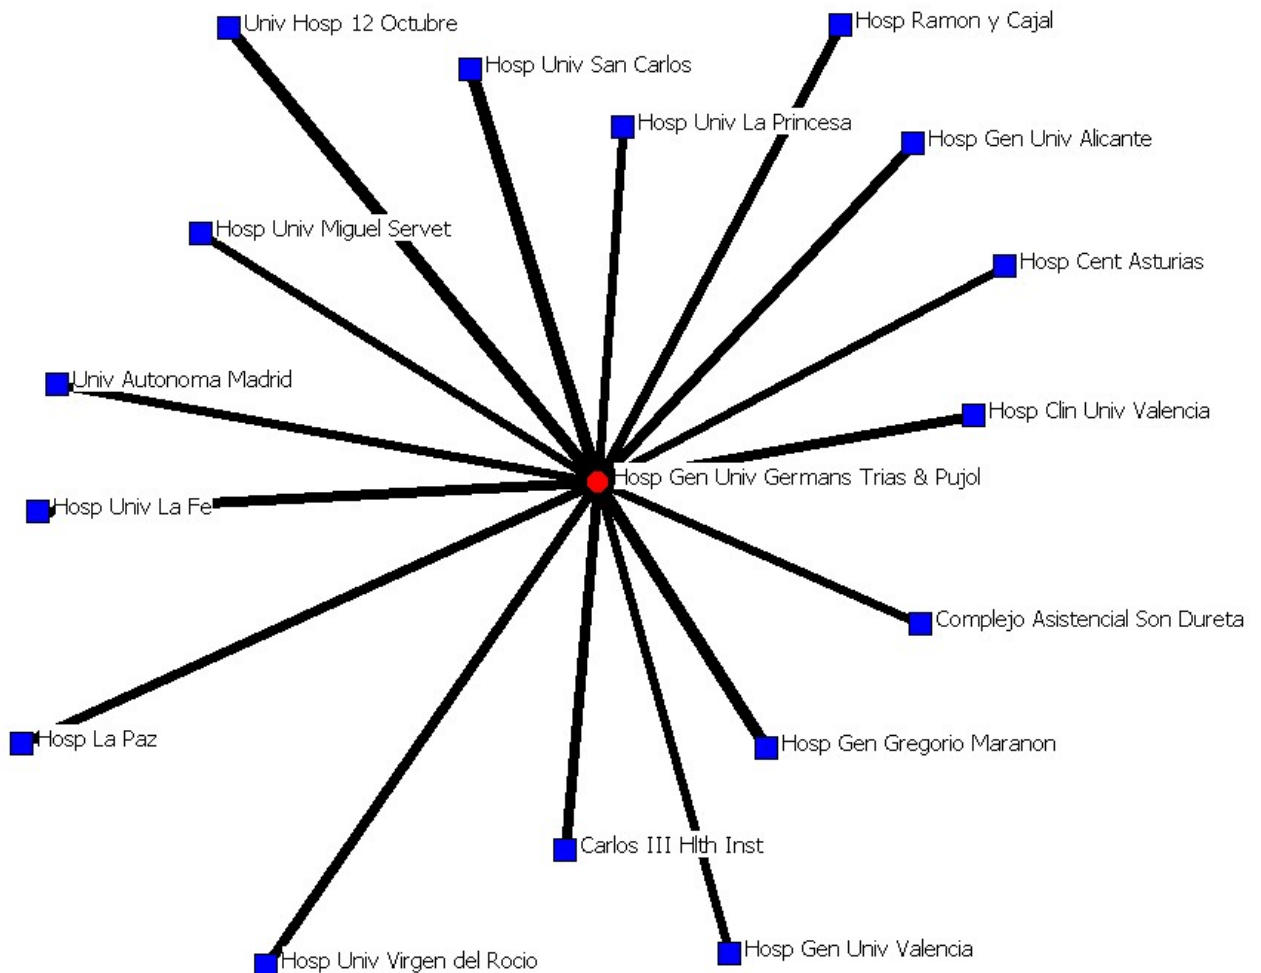 Univ Hosp 12 Octubre
Hosp Ramon y Cajal
Hosp Univ San Carlos
Hosp Univ La Princesa
Hosp Gen Univ Alicante
Hosp Univ Miguel Servet
Hosp Cent Asturias
Univ Autonoma Madrid
Hosp Clin Univ Valencia
Hosp Gen Univ Germans Trias & Pujol
Hosp Univ La Fe
Complejo Asistencial Son Dureta
Hosp La Paz
Hosp Gen Gregorio Maranon
Carlos III Hlth Inst
Hosp Gen Univ Valencia
Hosp Univ Virgen del Rocio